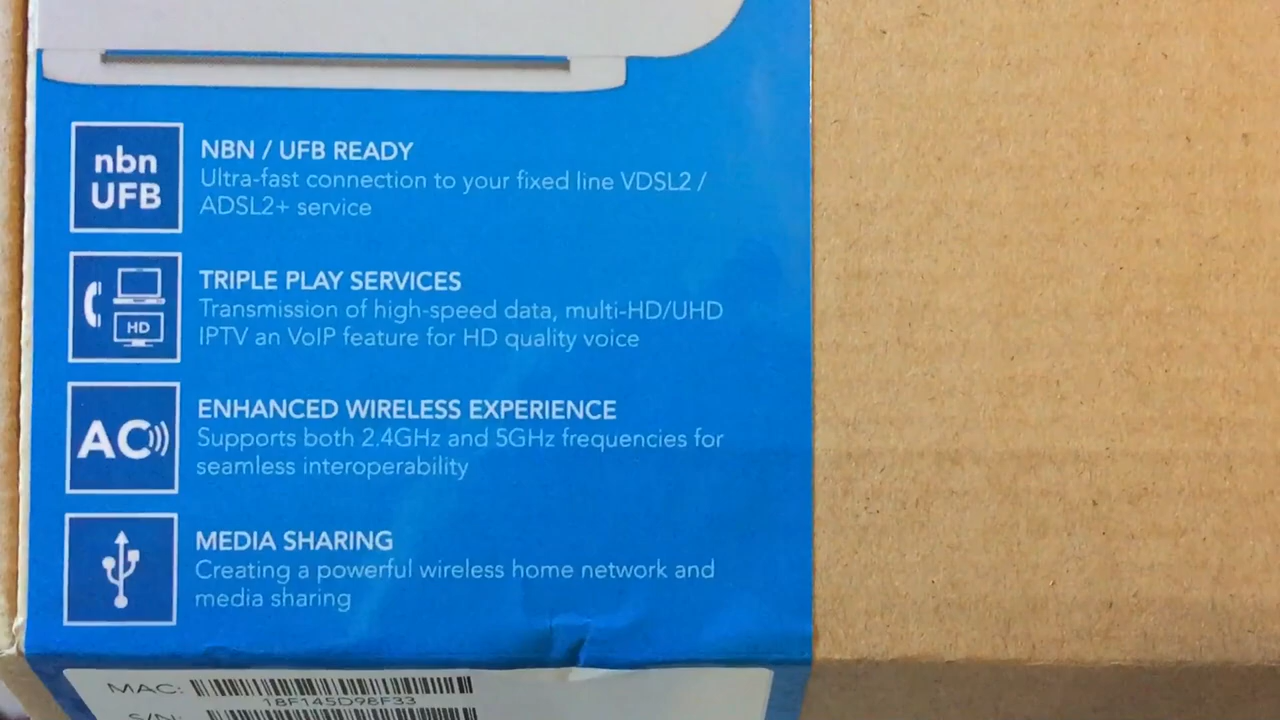 nbn
UFB
NBN / UFB READY
Ultra-fast connection to your fixed line VDSL2 /
ADSL2+ service
HD
TRIPLE PLAY SERVICES
Transmission of high-speed data, multi-HD/UHD
IPTV an VoIP feature for HD quality voice
AC
ENHANCED WIRELESS EXPERIENCE
Supports both 2.4GHz and 5GHz frequencies for
seamless interoperability
MEDIA SHARING
Creating a powerful wireless home network and
media sharing
MAC:
18F145D98F33
S/N: